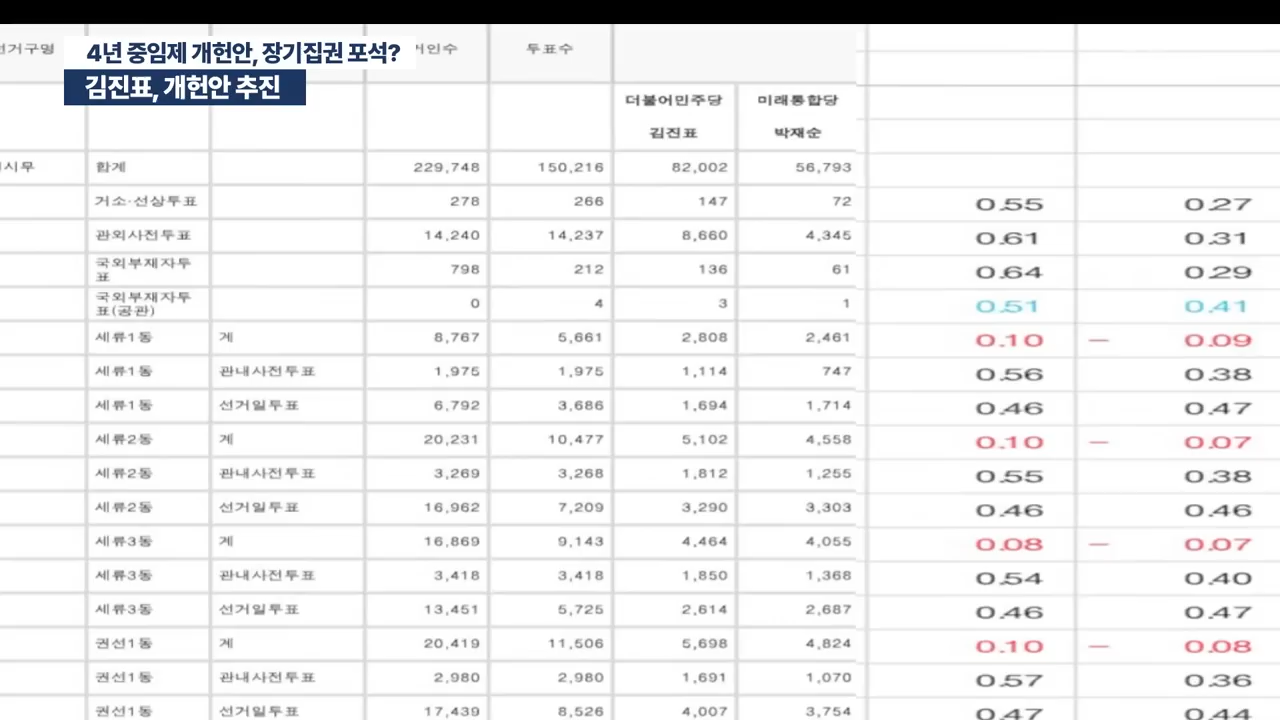 4년 중임제 개헌안, 장기집권 포석?
김진표, 개헌안 추진
선거구명 거인수 투표수
더불어민주당 미래통합당
김진표 박재순
시무 합계 229,748 150,216 82,002 56,793
거소·선상투표 278 266 147 72 0.55 0.27
관외사전투표 14,240 14,237 8,660 4,345 0.61 0.31
국외부재자투
표 798 212 136 61 0.64 0.29
국외부재자투
표(공관) 0 4 3 1 0.51 0.41
세류1동 계 8,767 5,661 2,808 2,461 0.10 – 0.09
세류1동 관내사전투표 1,975 1,975 1,114 747 0.56 0.38
세류1동 선거일투표 6,792 3,686 1,694 1,714 0.46 0.47
세류2동 계 20,231 10,477 5,102 4,558 0.10 – 0.07
세류2동 관내사전투표 3,269 3,268 1,812 1,255 0.55 0.38
세류2동 선거일투표 16,962 7,209 3,290 3,303 0.46 0.46
세류3동 계 16,869 9,143 4,464 4,055 0.08 – 0.07
세류3동 관내사전투표 3,418 3,418 1,850 1,368 0.54 0.40
세류3동 선거일투표 13,451 5,725 2,614 2,687 0.46 0.47
권선1동 계 20,419 11,506 5,698 4,824 0.10 – 0.08
권선1동 관내사전투표 2,980 2,980 1,691 1,070 0.57 0.36
권선1동 선거일투표 17,439 8,526 4,007 3,754 0.47 0.44